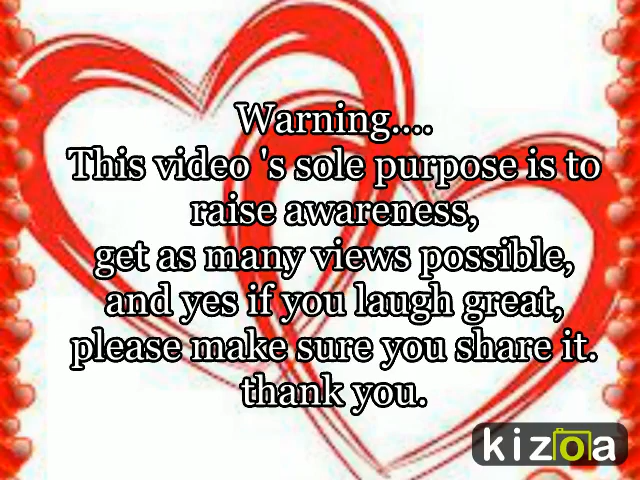 Warning....
This video 's sole purpose is to
raise awareness,
get as many views possible,
and yes if you laugh great,
please make sure you share it.
thank you.
kizoa